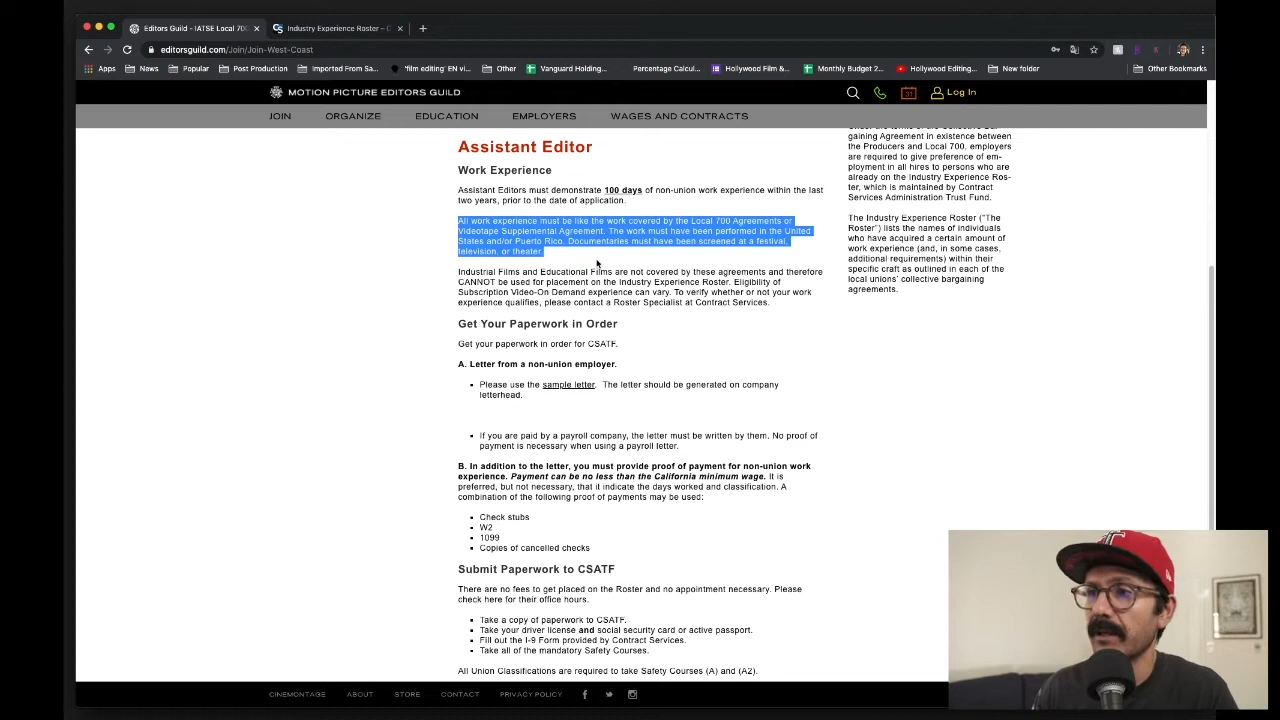 Editors Guild - IATSE Local 700
Industry Experience Roster – C
editorsguild.com/Join/Join-West-Coast
Apps
News
Popular
Post Production
Imported From Sa...
'film editing' EN vi...
Other
Vanguard Holding...
Percentage Calcul...
Hollywood Film &...
Monthly Budget 2...
Hollywood Editing...
New folder
Other Bookmarks
MOTION PICTURE EDITORS GUILD
31
Log In
JOIN
ORGANIZE
EDUCATION
EMPLOYERS
WAGES AND CONTRACTS
Assistant Editor
Work Experience
Assistant Editors must demonstrate 100 days of non-union work experience within the last
two years, prior to the date of application.
All work experience must be like the work covered by the Local 700 Agreements or
Videotape Supplemental Agreement. The work must have been performed in the United
States and/or Puerto Rico. Documentaries must have been screened at a festival,
television, or theater.
Industrial Films and Educational Films are not covered by these agreements and therefore
CANNOT be used for placement on the Industry Experience Roster. Eligibility of
Subscription Video-On Demand experience can vary. To verify whether or not your work
experience qualifies, please contact a Roster Specialist at Contract Services.
Get Your Paperwork in Order
Get your paperwork in order for CSATF.
A. Letter from a non-union employer.
Please use the sample letter. The letter should be generated on company
letterhead.
If you are paid by a payroll company, the letter must be written by them. No proof of
payment is necessary when using a payroll letter.
B. In addition to the letter, you must provide proof of payment for non-union work
experience. Payment can be no less than the California minimum wage. It is
preferred, but not necessary, that it indicate the days worked and classification. A
combination of the following proof of payments may be used:
Check stubs
W2
1099
Copies of cancelled checks
Submit Paperwork to CSATF
There are no fees to get placed on the Roster and no appointment necessary. Please
check here for their office hours.
Take a copy of paperwork to CSATF.
Take your driver license and social security card or active passport.
Fill out the I-9 Form provided by Contract Services.
Take all of the mandatory Safety Courses.
All Union Classifications are required to take Safety Courses (A) and (A2).
Under the terms of the Collective Bar-
gaining Agreement in existence between
the Producers and Local 700, employers
are required to give preference of em-
ployment in all hires to persons who are
already on the Industry Experience Ros-
ter, which is maintained by Contract
Services Administration Trust Fund.
The Industry Experience Roster ("The
Roster") lists the names of individuals
who have acquired a certain amount of
work experience (and, in some cases,
additional requirements) within their
specific craft as outlined in each of the
local unions' collective bargaining
agreements.
CINEMONTAGE
ABOUT
STORE
CONTACT
PRIVACY POLICY